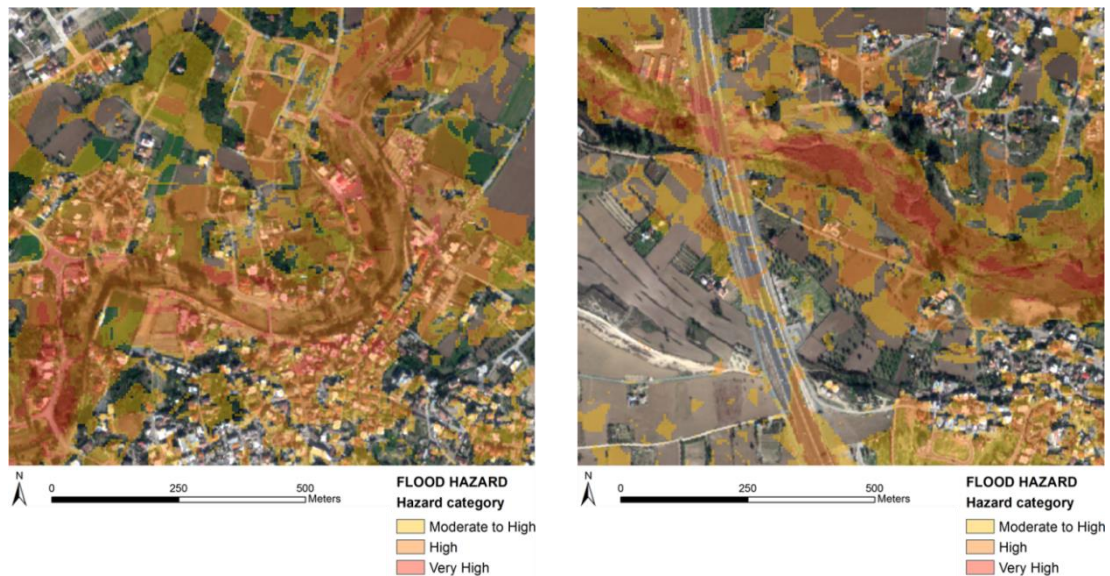 N
0 250 500
Meters
FLOOD HAZARD
Hazard category
Moderate to High
High
Very High
N
0 250 500
Meters
FLOOD HAZARD
Hazard category
Moderate to High
High
Very High